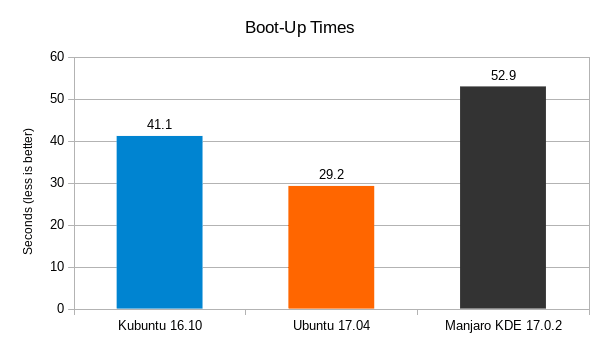 Boot-Up Times
Seconds (less is better)
60
50
40
30
20
10
0
41.1
29.2
52.9
Kubuntu 16.10
Ubuntu 17.04
Manjaro KDE 17.0.2